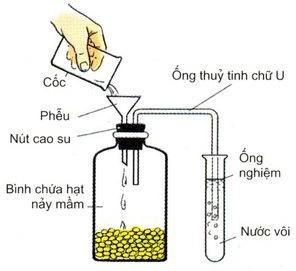 Cốc
Phễu
Nút cao su
Bình chứa hạt
nảy mầm
Ống thuỷ tinh chữ U
Ống
nghiệm
Nước vôi